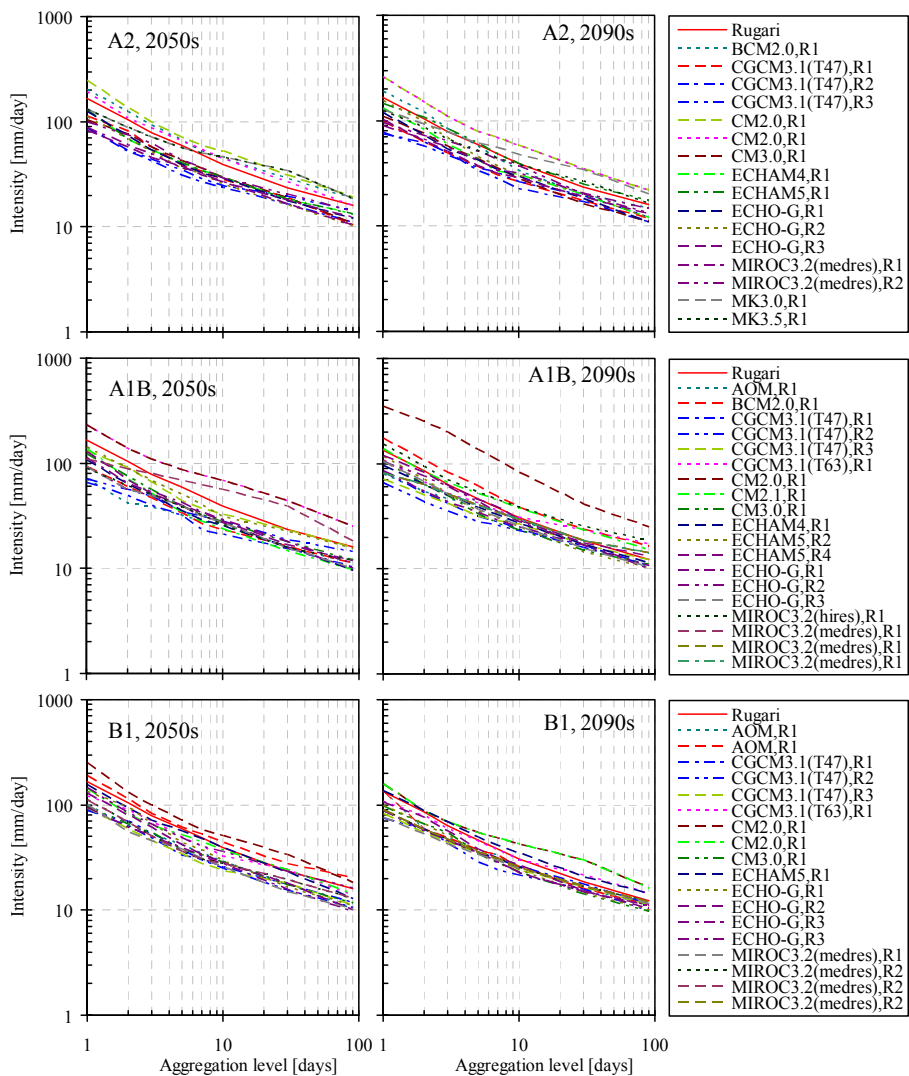 A2, 2050s
A2, 2090s
Intensity [mm/day]
1000
100
10
1
Rugari
BCM2.0,R1
CGCM3.1(T47),R1
CGCM3.1(T47),R2
CGCM3.1(T47),R3
CM2.0,R1
CM2.0,R1
CM3.0,R1
ECHAM4,R1
ECHAM5,R1
ECHO-G,R1
ECHO-G,R2
ECHO-G,R3
MIROC3.2(medres),R1
MIROC3.2(medres),R2
MK3.0,R1
MK3.5,R1
A1B, 2050s
A1B, 2090s
Intensity [mm/day]
1000
100
10
1
Rugari
AOM,R1
BCM2.0,R1
CGCM3.1(T47),R1
CGCM3.1(T47),R2
CGCM3.1(T47),R3
CGCM3.1(T63),R1
CM2.0,R1
CM2.1,R1
CM3.0,R1
ECHAM4,R1
ECHAM5,R2
ECHAM5,R4
ECHO-G,R1
ECHO-G,R2
ECHO-G,R3
MIROC3.2(hires),R1
MIROC3.2(medres),R1
MIROC3.2(medres),R1
MIROC3.2(medres),R1
B1, 2050s
B1, 2090s
Intensity [mm/day]
1000
100
10
1
1 10 100
1 10 100
Aggregation level [days]
Aggregation level [days]
Rugari
AOM,R1
AOM,R1
CGCM3.1(T47),R1
CGCM3.1(T47),R2
CGCM3.1(T47),R3
CGCM3.1(T63),R1
CM2.0,R1
CM2.0,R1
CM3.0,R1
ECHAM5,R1
ECHO-G,R1
ECHO-G,R2
ECHO-G,R3
ECHO-G,R3
MIROC3.2(medres),R1
MIROC3.2(medres),R2
MIROC3.2(medres),R2
MIROC3.2(medres),R2